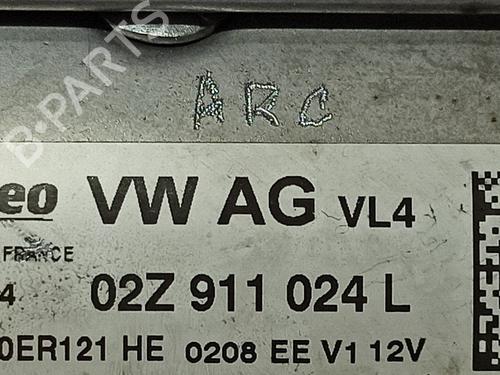 B-PARTS
ARC
eo VW AG VL4
FRANCE
4 02Z 911 024 L
0ER121 HE 0208 EE V1 12V